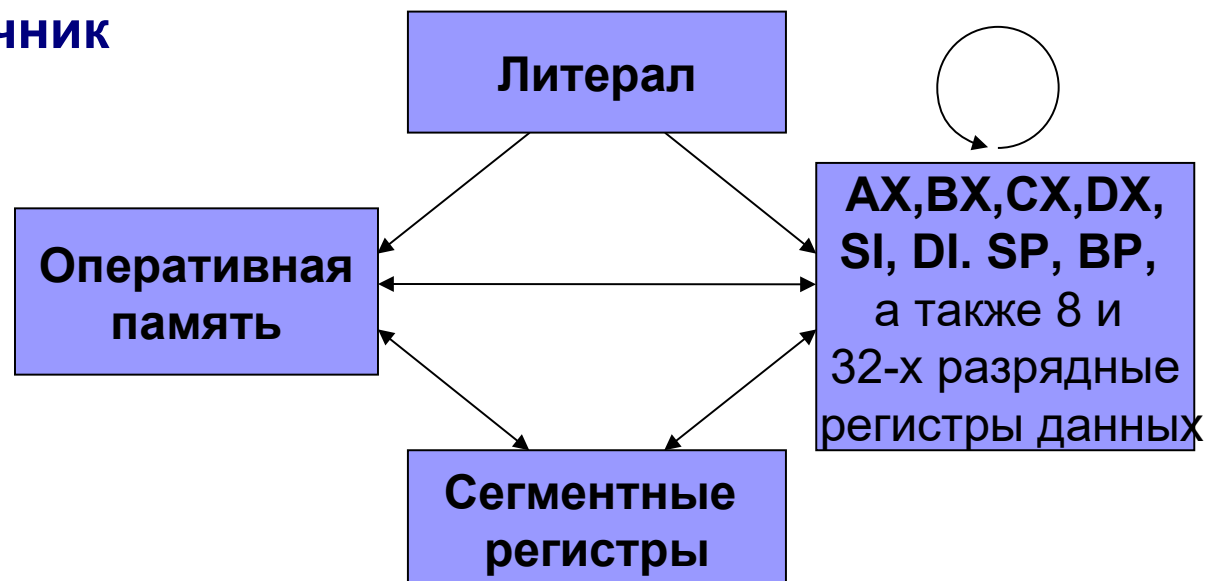 чник
Литерал
Оперативная
память
AX,BX,CX,DX,
SI, DI. SP, BP,
а также 8 и
32-х разрядные
регистры данных
Сегментные
регистры